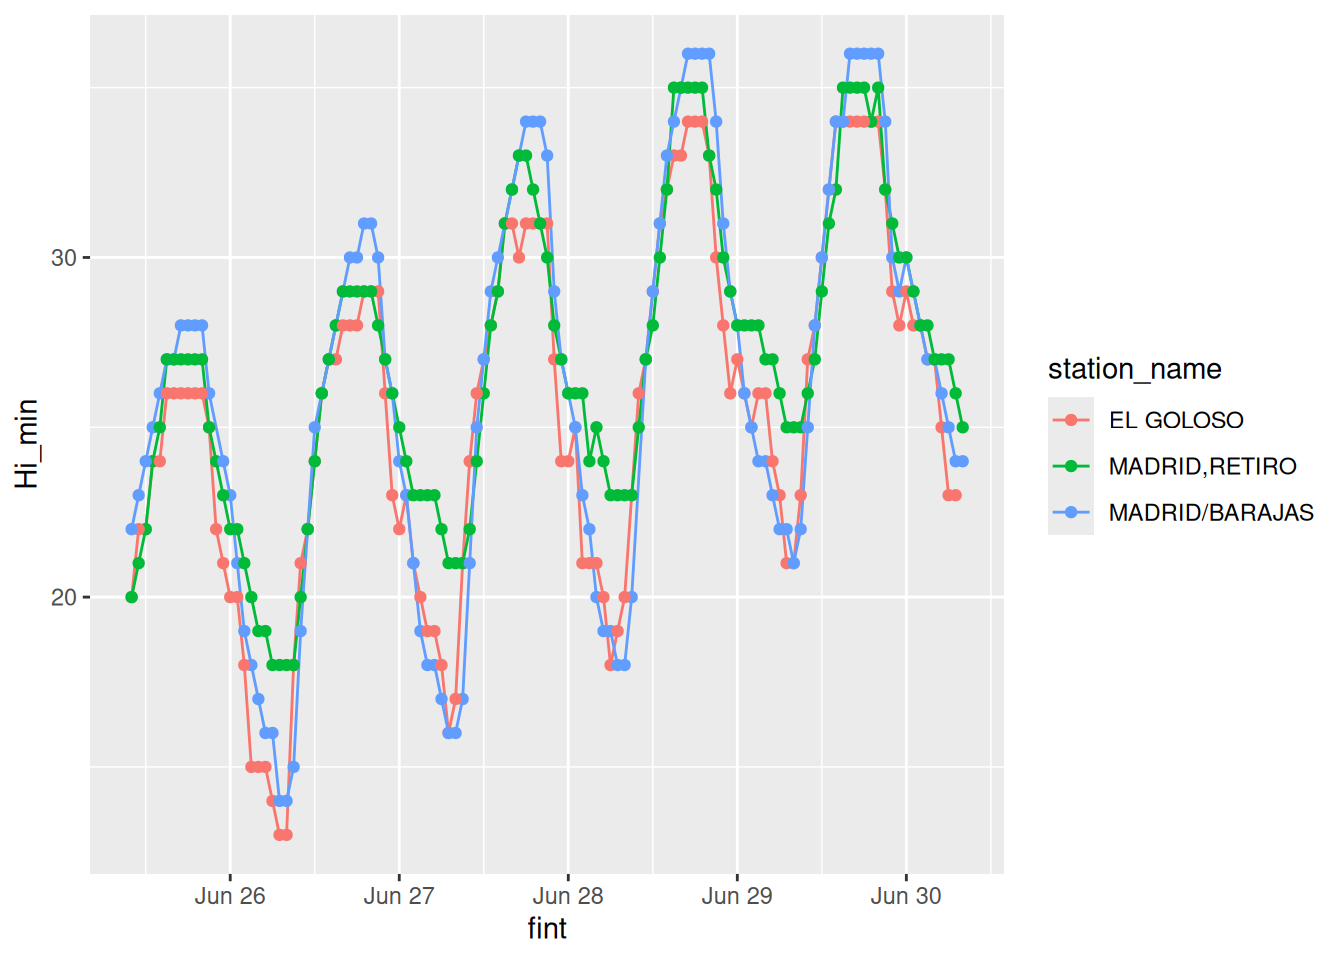 Hi_min
30
20
Jun 26
Jun 27
Jun 28
Jun 29
Jun 30
fint
station_name
EL GOLOSO
MADRID,RETIRO
MADRID/BARAJAS